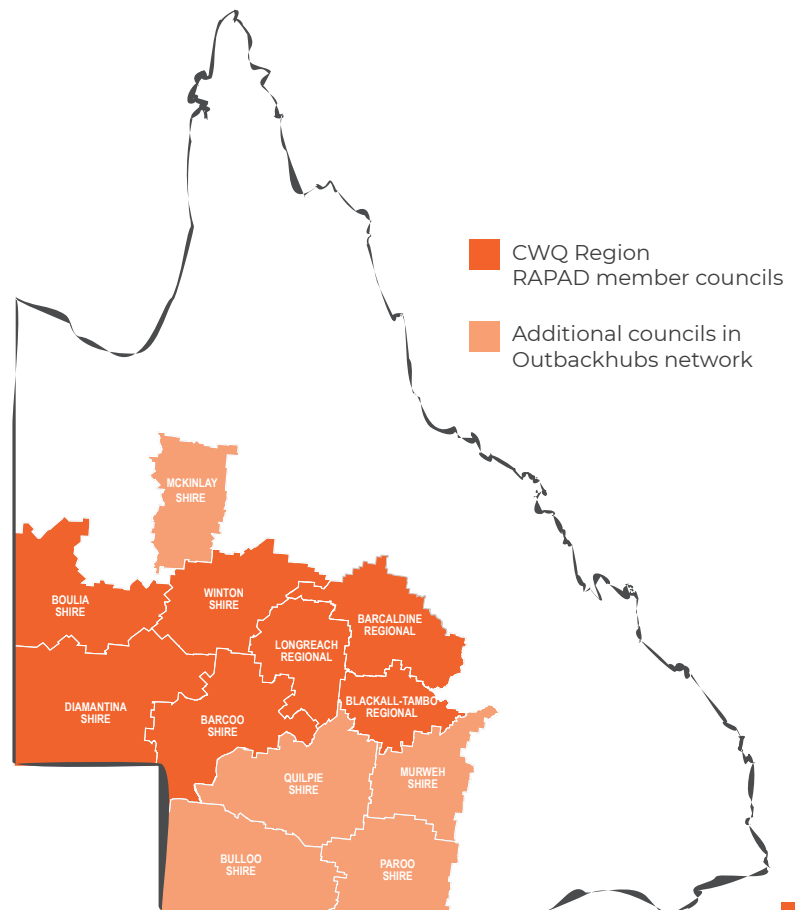 CWQ Region
RAPAD member councils
Additional councils in
Outbackhubs network
MCKINLAY
SHIRE
BOULIA
SHIRE
WINTON
SHIRE
BARCALDINE
REGIONAL
LONGREACH
REGIONAL
DIAMANTINA
SHIRE
BARCOO
SHIRE
BLACKALL-TAMBO
REGIONAL
QUILPIE
SHIRE
MURWEH
SHIRE
BULLOO
SHIRE
PAROO
SHIRE